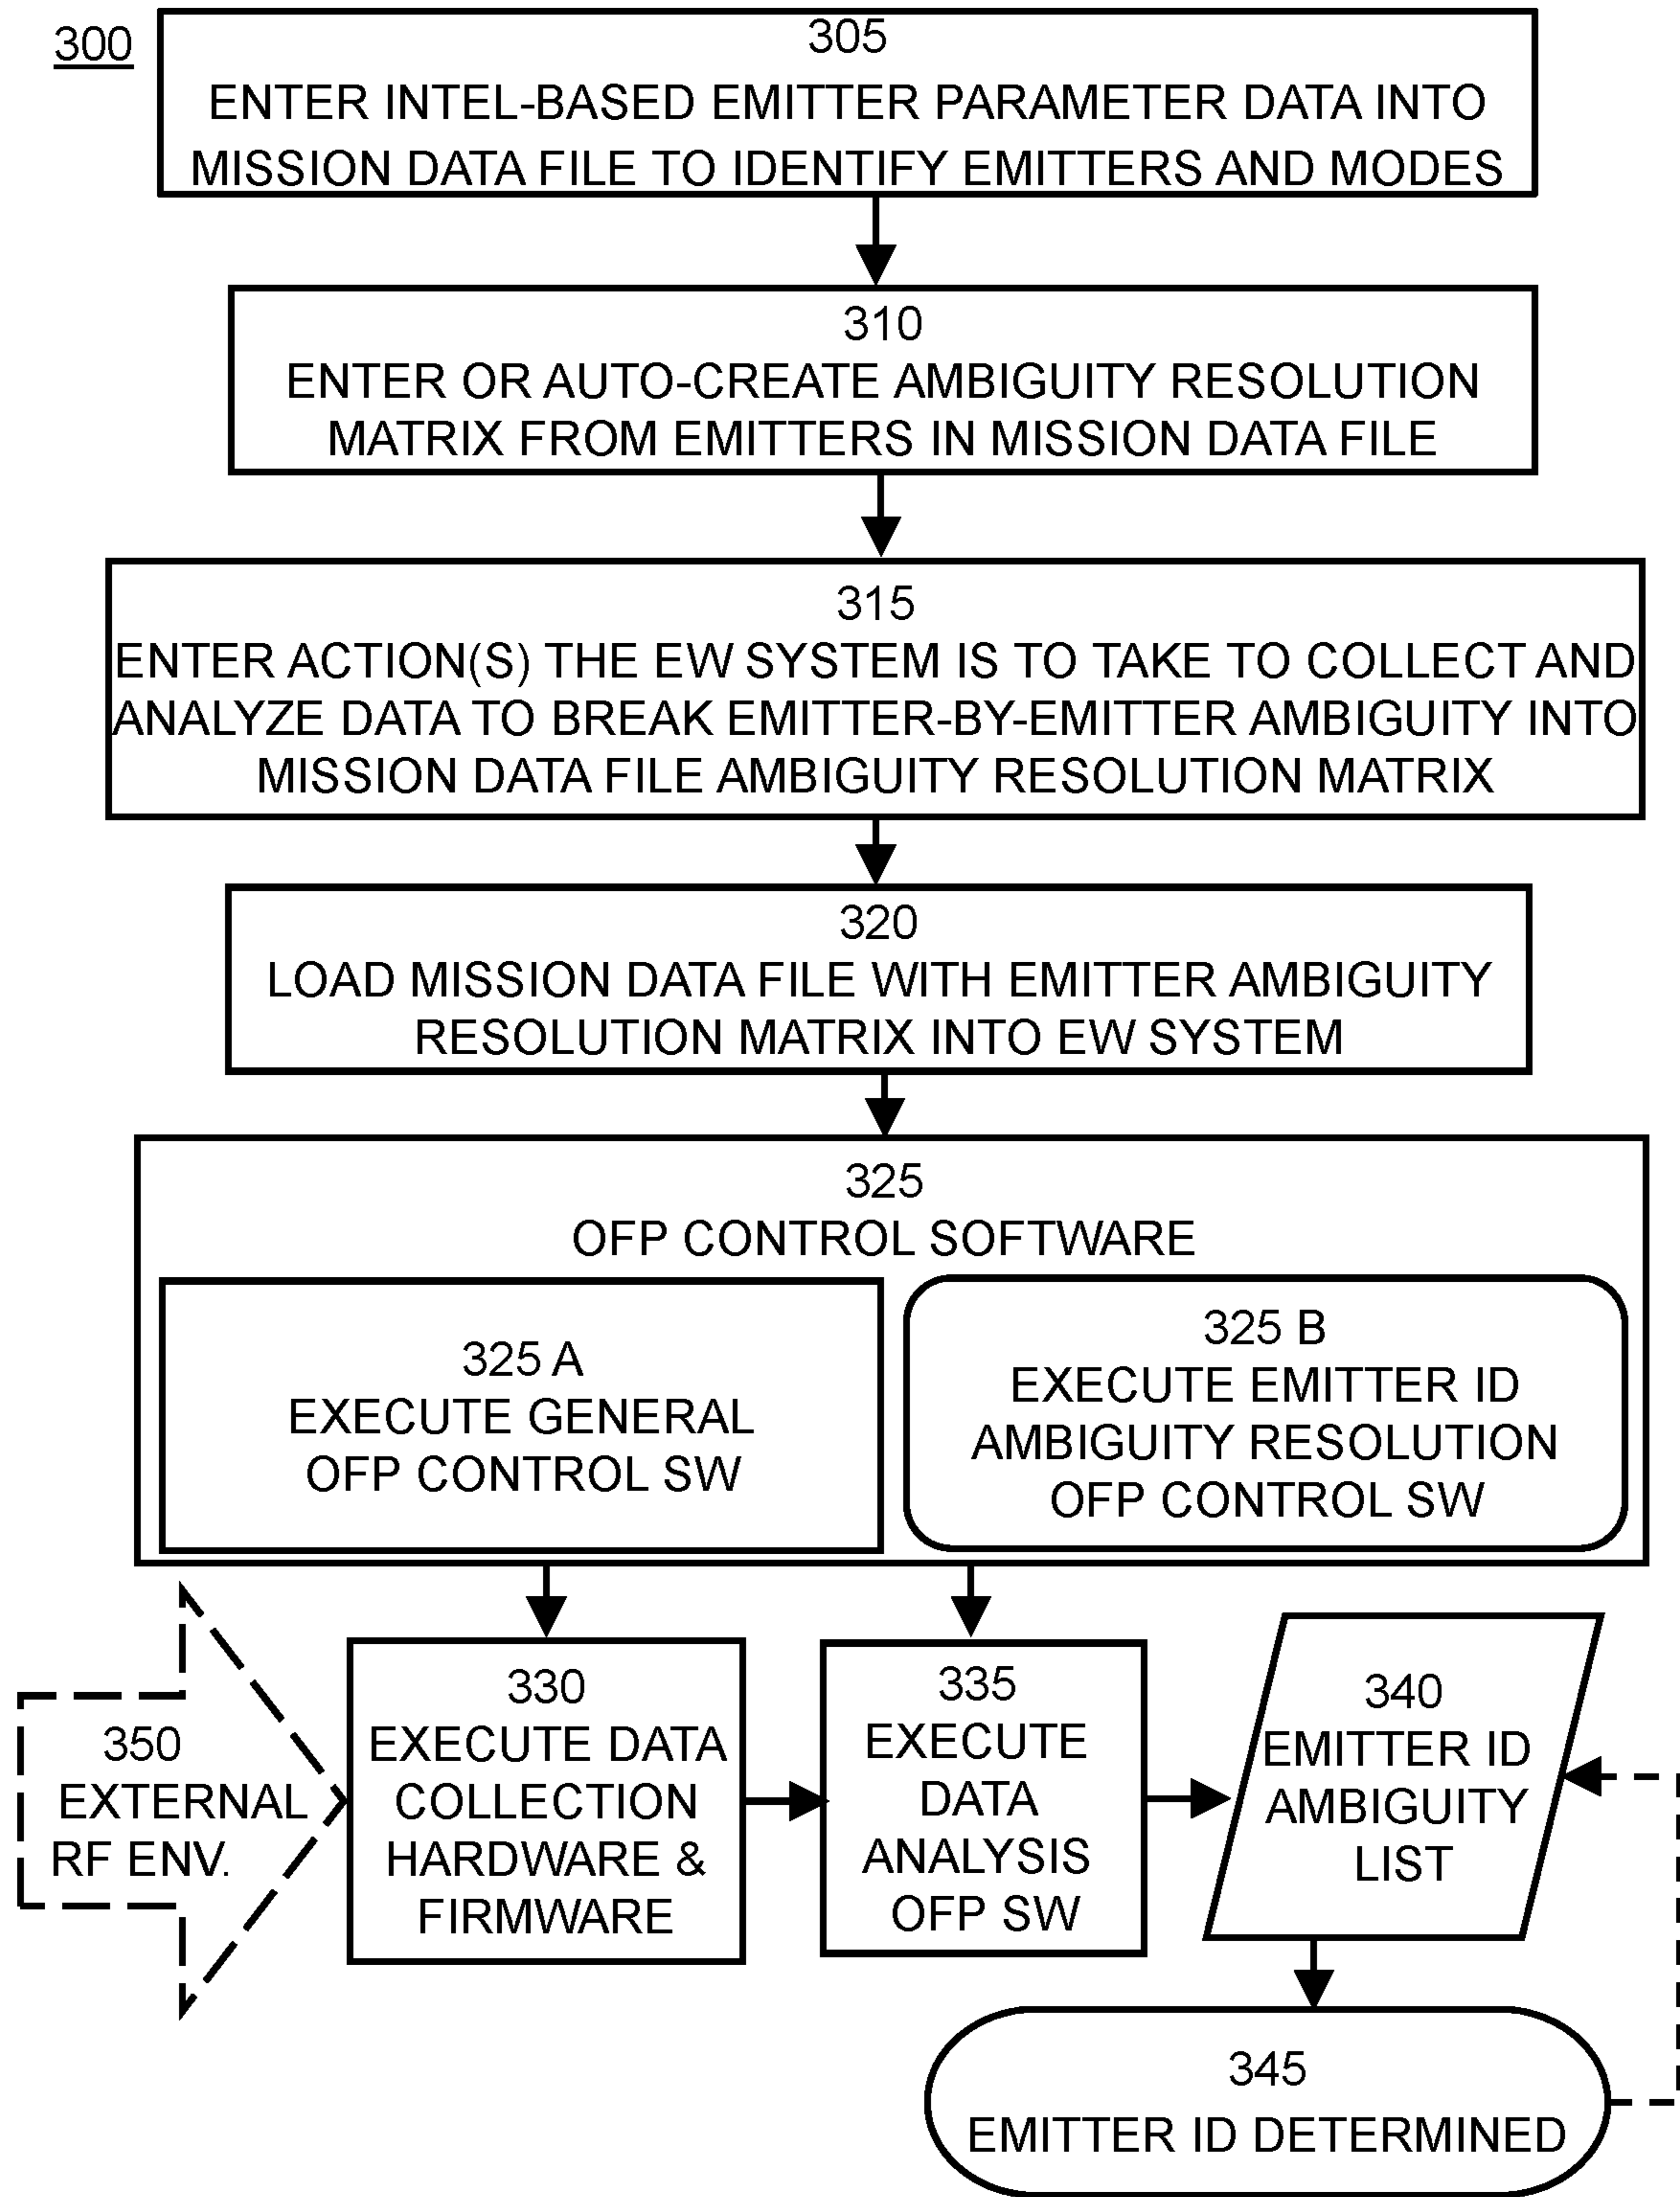 300
305
ENTER INTEL-BASED EMITTER PARAMETER DATA INTO
MISSION DATA FILE TO IDENTIFY EMITTERS AND MODES
310
ENTER OR AUTO-CREATE AMBIGUITY RESOLUTION
MATRIX FROM EMITTERS IN MISSION DATA FILE
315
ENTER ACTION(S) THE EW SYSTEM IS TO TAKE TO COLLECT AND
ANALYZE DATA TO BREAK EMITTER-BY-EMITTER AMBIGUITY INTO
MISSION DATA FILE AMBIGUITY RESOLUTION MATRIX
320
LOAD MISSION DATA FILE WITH EMITTER AMBIGUITY
RESOLUTION MATRIX INTO EW SYSTEM
325
OFP CONTROL SOFTWARE
325 A
EXECUTE GENERAL
OFP CONTROL SW
325 B
EXECUTE EMITTER ID
AMBIGUITY RESOLUTION
OFP CONTROL SW
350
EXTERNAL
RF ENV.
330
EXECUTE DATA
COLLECTION
HARDWARE &
FIRMWARE
335
EXECUTE
DATA
ANALYSIS
OFP SW
340
EMITTER ID
AMBIGUITY
LIST
345
EMITTER ID DETERMINED